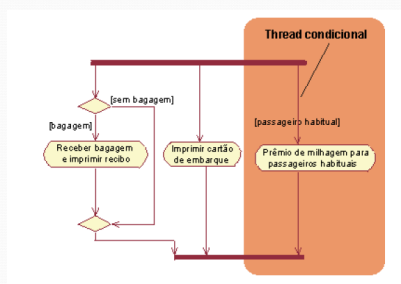 Thread condicional
[sem bagagem]
[bagagem]
[passageiro habitual]
Receber bagagem
e imprimir recibo
Imprimir cartão
de embarque
Prêmio de milhagem para
passageiros habituais